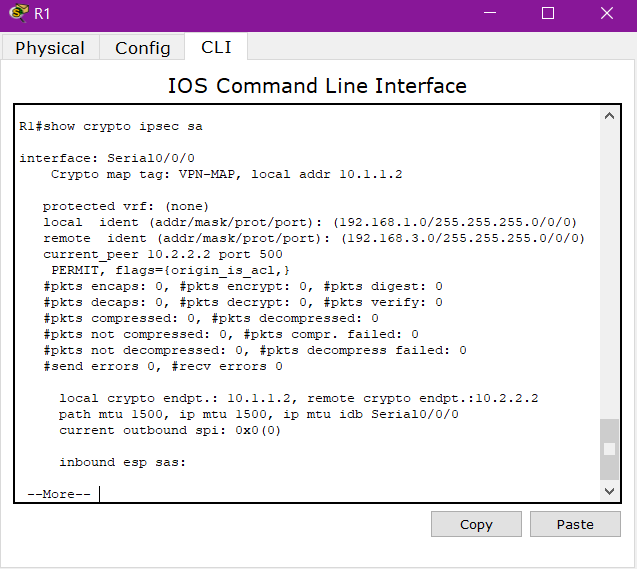 R1
Physical Config CLI
IOS Command Line Interface
R1#show crypto ipsec sa
interface: Serial0/0/0
Crypto map tag: VPN-MAP, local addr 10.1.1.2
protected vrf: (none)
local  ident (addr/mask/prot/port): (192.168.1.0/255.255.255.0/0/0)
remote  ident (addr/mask/prot/port): (192.168.3.0/255.255.255.0/0/0)
current_peer 10.2.2.2 port 500
PERMIT, flags={origin_is_acl,}
#pkts encaps: 0, #pkts encrypt: 0, #pkts digest: 0
#pkts decaps: 0, #pkts decrypt: 0, #pkts verify: 0
#pkts compressed: 0, #pkts decompressed: 0
#pkts not compressed: 0, #pkts compr. failed: 0
#pkts not decompressed: 0, #pkts decompress failed: 0
#send errors 0, #recv errors 0
local crypto endpt.: 10.1.1.2, remote crypto endpt.:10.2.2.2
path mtu 1500, ip mtu 1500, ip mtu idb Serial0/0/0
current outbound spi: 0x0(0)
inbound esp sas:
--More--
Copy Paste